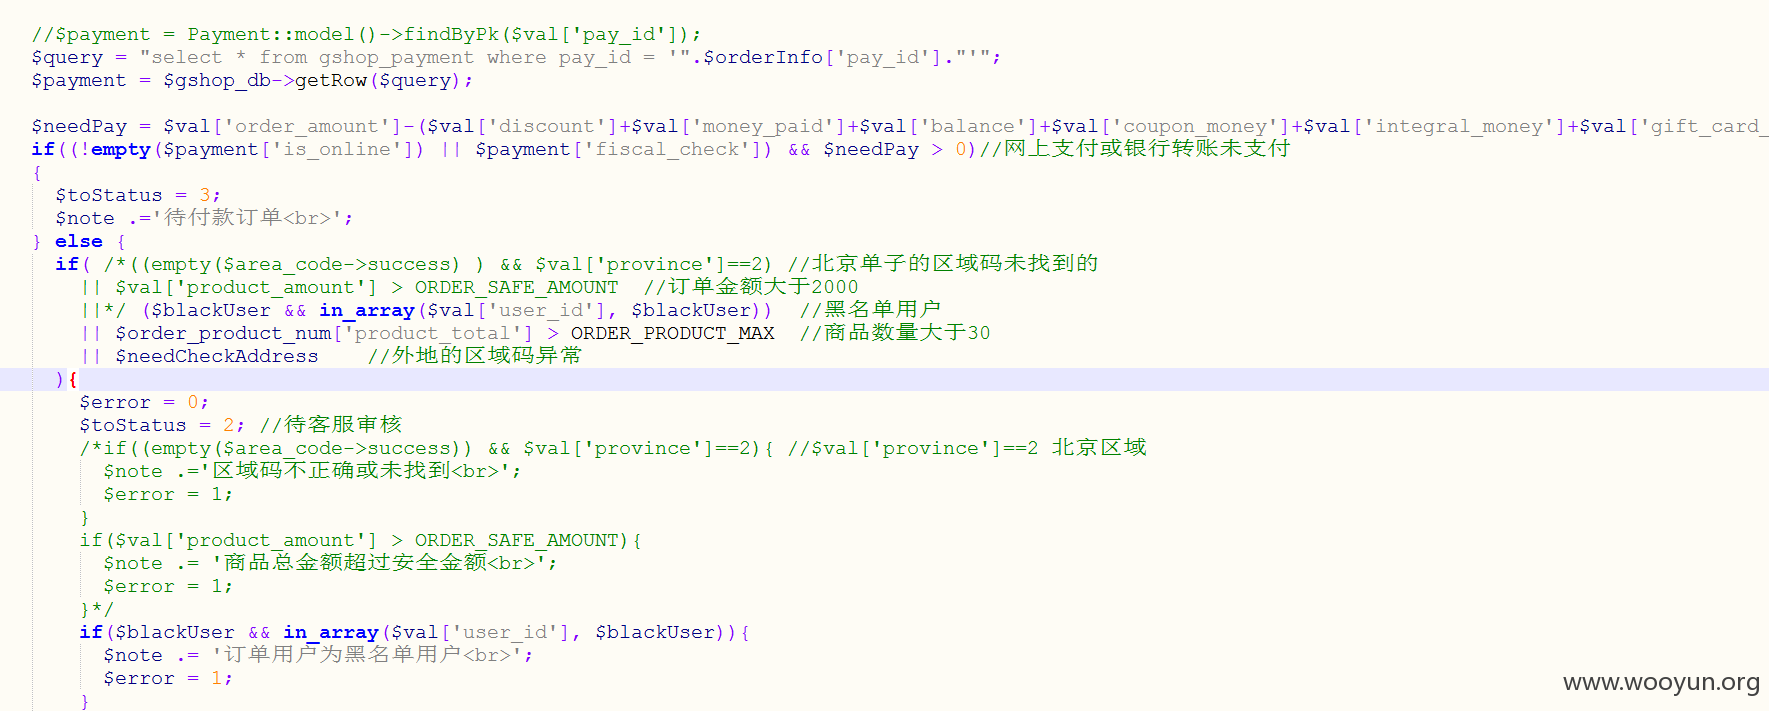 //$payment = Payment::model()->findByPk($val['pay_id']);
$query = "select * from gshop_payment where pay_id = '".$orderInfo['pay_id']."'";
$payment = $gshop_db->getRow($query);
$needPay = $val['order_amount']-($val['discount']+$val['money_paid']+$val['balance']+$val['coupon_money']+$val['integral_money']+$val['gift_card_
if((!empty($payment['is_online']) || $payment['fiscal_check']) && $needPay > 0)//网上支付或银行转账未支付
{
$toStatus = 3;
$note .='待付款订单<br>';
} else {
if( /*((empty($area_code->success) ) && $val['province']==2) //北京单子的区域码未找到的
|| $val['product_amount'] > ORDER_SAFE_AMOUNT //订单金额大于2000
||*/ ($blackUser && in_array($val['user_id'], $blackUser)) //黑名单用户
|| $order_product_num['product_total'] > ORDER_PRODUCT_MAX //商品数量大于30
|| $needCheckAddress //外地的区域码异常
){
$error = 0;
$toStatus = 2; //待客服审核
/*if((empty($area_code->success)) && $val['province']==2){ //$val['province']==2 北京区域
$note .='区域码不正确或未找到<br>';
$error = 1;
}
if($val['product_amount'] > ORDER_SAFE_AMOUNT){
$note .= '商品总金额超过安全金额<br>';
$error = 1;
}*/
if($blackUser && in_array($val['user_id'], $blackUser)){
$note .= '订单用户为黑名单用户<br>';
$error = 1;
}
www.wooyun.org